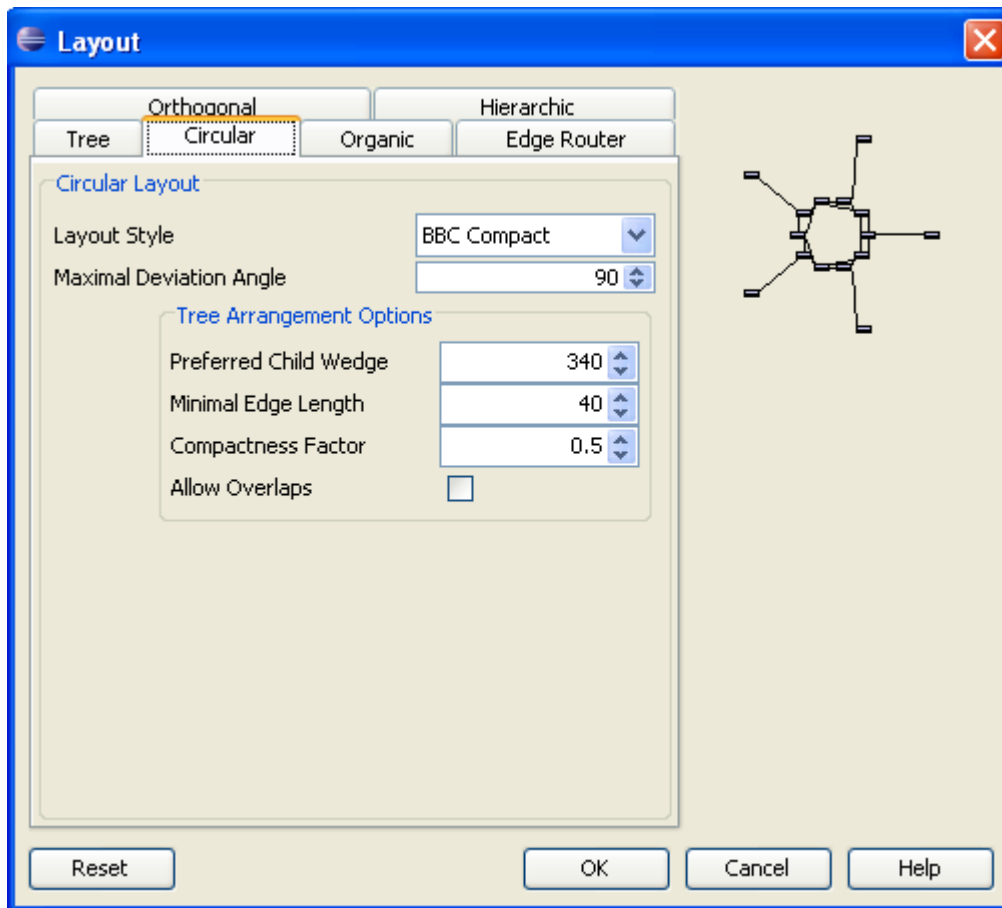 Layout
Orthogonal Hierarchic
Tree Circular Organic Edge Router
Circular Layout
Layout Style BBC Compact
Maximal Deviation Angle 90
Tree Arrangement Options
Preferred Child Wedge 340
Minimal Edge Length 40
Compactness Factor 0.5
Allow Overlaps
Reset OK Cancel Help